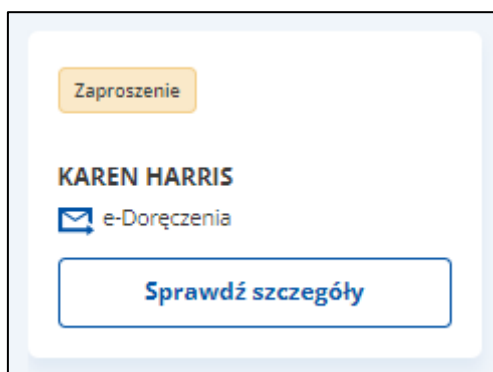 Zaproszenie
KAREN HARRIS
e-Doręczenia
Sprawdź szczegóły